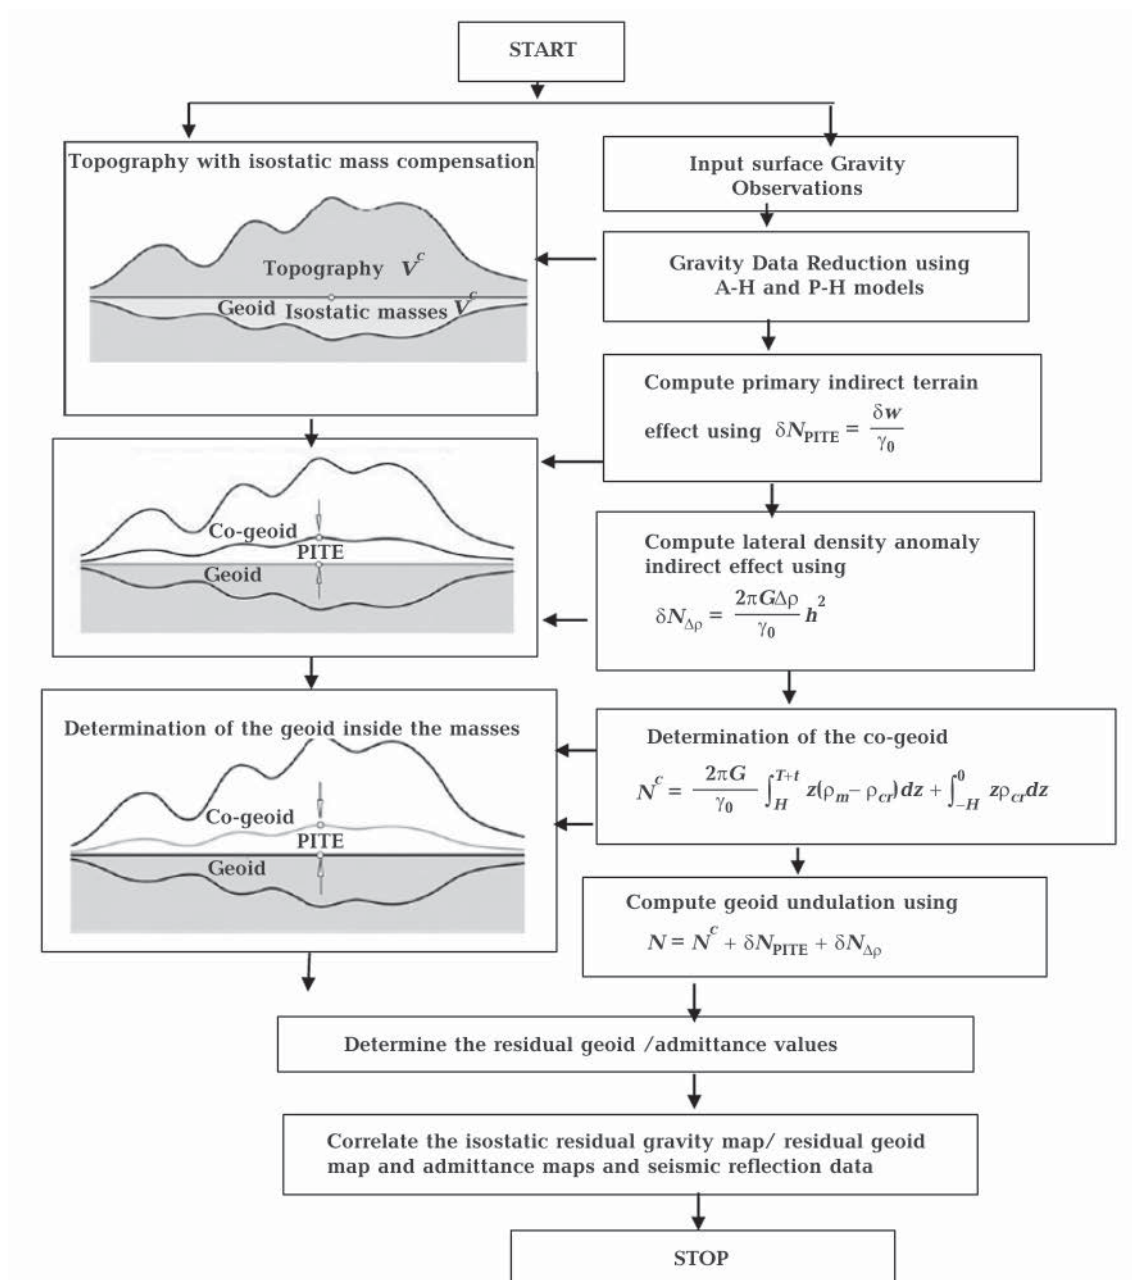 START
Topography with isostatic mass compensation
Topography V^c
Geoid Isostatic masses V^c
Input surface Gravity
Observations
Gravity Data Reduction using
A-H and P-H models
Compute primary indirect terrain
effect using δN_PITE = δw / γ₀
Co-geoid
PITE
Geoid
Compute lateral density anomaly
indirect effect using
δN_Δρ = 2πGΔρ / γ₀ h²
Determination of the geoid inside the masses
Co-geoid
PITE
Geoid
Determination of the co-geoid
N^c = 2πG / γ₀ ∫_H^{T+t} z(ρ_m − ρ_cr) dz + ∫_{-H}^0 zρ_cr dz
Compute geoid undulation using
N = N^c + δN_PITE + δN_Δρ
Determine the residual geoid /admittance values
Correlate the isostatic residual gravity map/ residual geoid
map and admittance maps and seismic reflection data
STOP